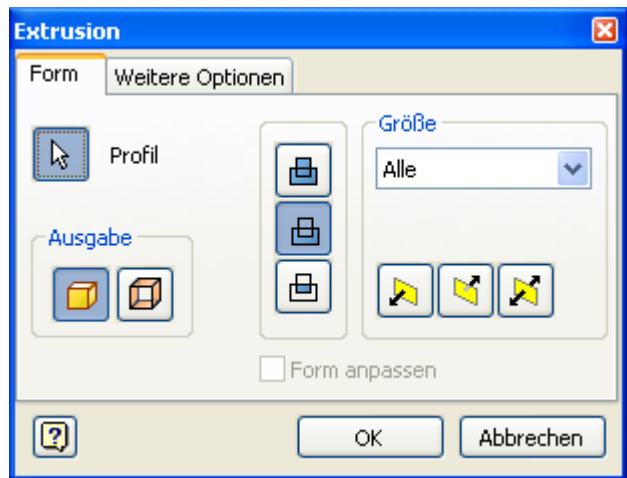 Extrusion
Form
Weitere Optionen
Profil
Ausgabe
Größe
Alle
Form anpassen
?
OK
Abbrechen